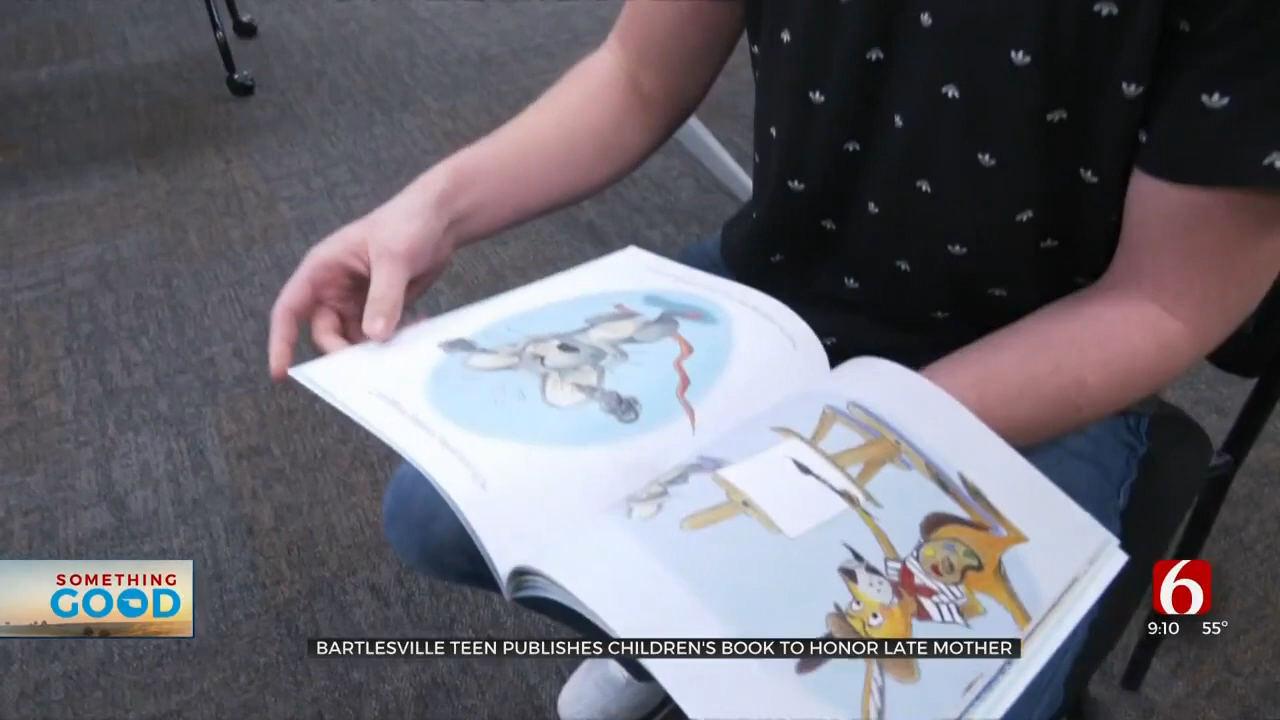 SOMETHING
GOOD
BARTLESVILLE TEEN PUBLISHES CHILDREN'S BOOK TO HONOR LATE MOTHER
6
9:10 55°